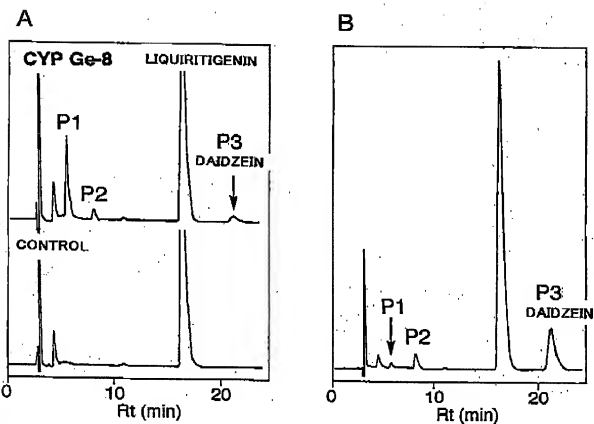 A
CYP Ge-8
LIQUIRITIGENIN
P1
P2
P3
DAIDZEIN
CONTROL
0 10 20
Rt (min)
B
P1
P2
P3
DAIDZEIN
0 10 20
Rt (min)